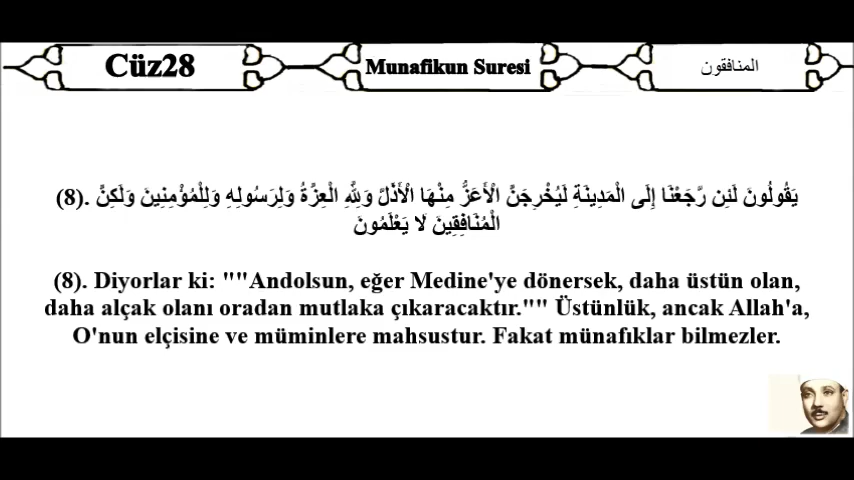 Cüz28
Munafikun Suresi
المنافقون
يَقُولُونَ لَئِن رَّجَعْنَا إِلَى الْمَدِينَةِ لَيُخْرِجَنَّ الْأَعَزُّ مِنْهَا الْأَذَلَّ وَلِلَّهِ الْعِزَّةُ وَلِرَسُولِهِ وَلِلْمُؤْمِنِينَ وَلَكِنَّ .(8)
الْمُنَافِقِينَ لَا يَعْلَمُونَ
(8). Diyorlar ki: ""Andolsun, eğer Medine'ye dönersek, daha üstün olan,
daha alçak olanı oradan mutlaka çıkaracaktır."" Üstünlük, ancak Allah'a,
O'nun elçisine ve müminlere mahsustur. Fakat münafıklar bilmezler.